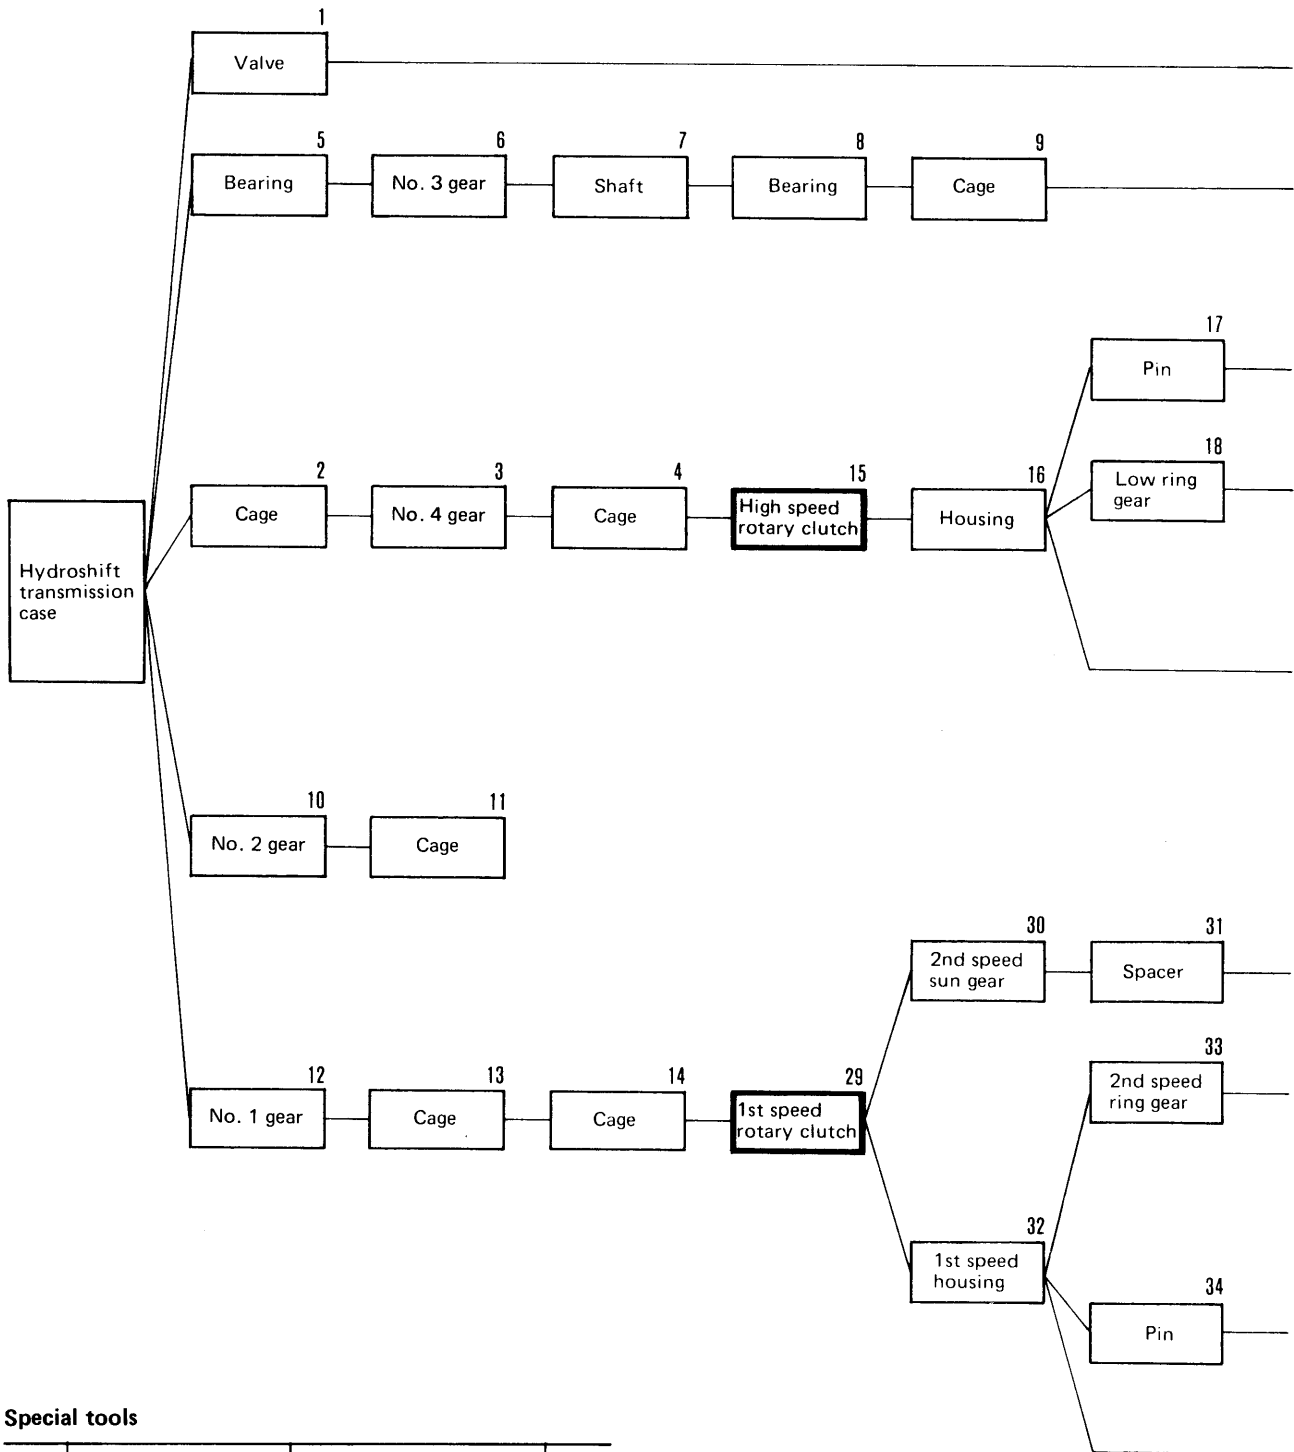 1
Valve
5
Bearing
6
No. 3 gear
7
Shaft
8
Bearing
9
Cage
17
Pin
18
Low ring
gear
2
Cage
3
No. 4 gear
4
Cage
15
High speed
rotary clutch
16
Housing
Hydroshift
transmission
case
10
No. 2 gear
11
Cage
30
2nd speed
sun gear
31
Spacer
33
2nd speed
ring gear
12
No. 1 gear
13
Cage
14
Cage
29
1st speed
rotary clutch
32
1st speed
housing
34
Pin
Special tools